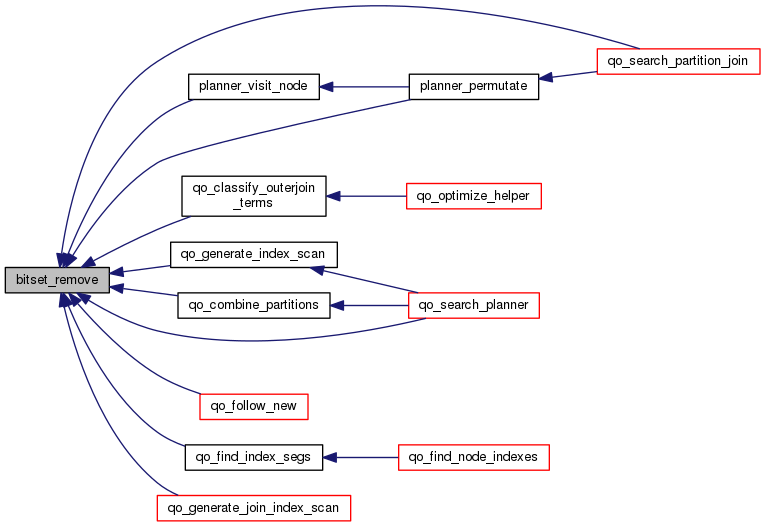 qo_search_partition_join
planner_visit_node
planner_permutate
qo_classify_outerjoin
_terms
qo_optimize_helper
qo_generate_index_scan
bitset_remove
qo_combine_partitions
qo_search_planner
qo_follow_new
qo_find_index_segs
qo_find_node_indexes
qo_generate_join_index_scan